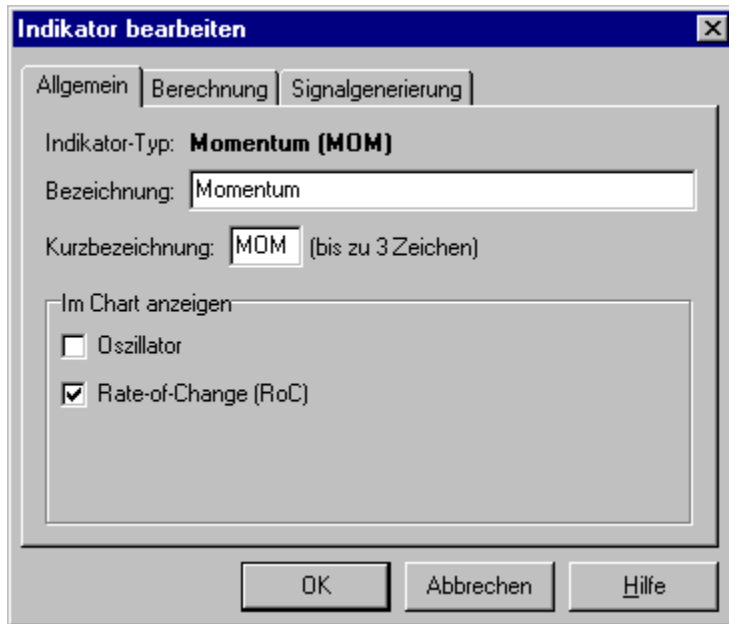 Indikator bearbeiten
Allgemein Berechnung Signalgenerierung
Indikator-Typ: Momentum (MOM)
Bezeichnung: Momentum
Kurzbezeichnung: MOM (bis zu 3 Zeichen)
Im Chart anzeigen
Oszillator
Rate-of-Change (RoC)
OK Abbrechen Hilfe